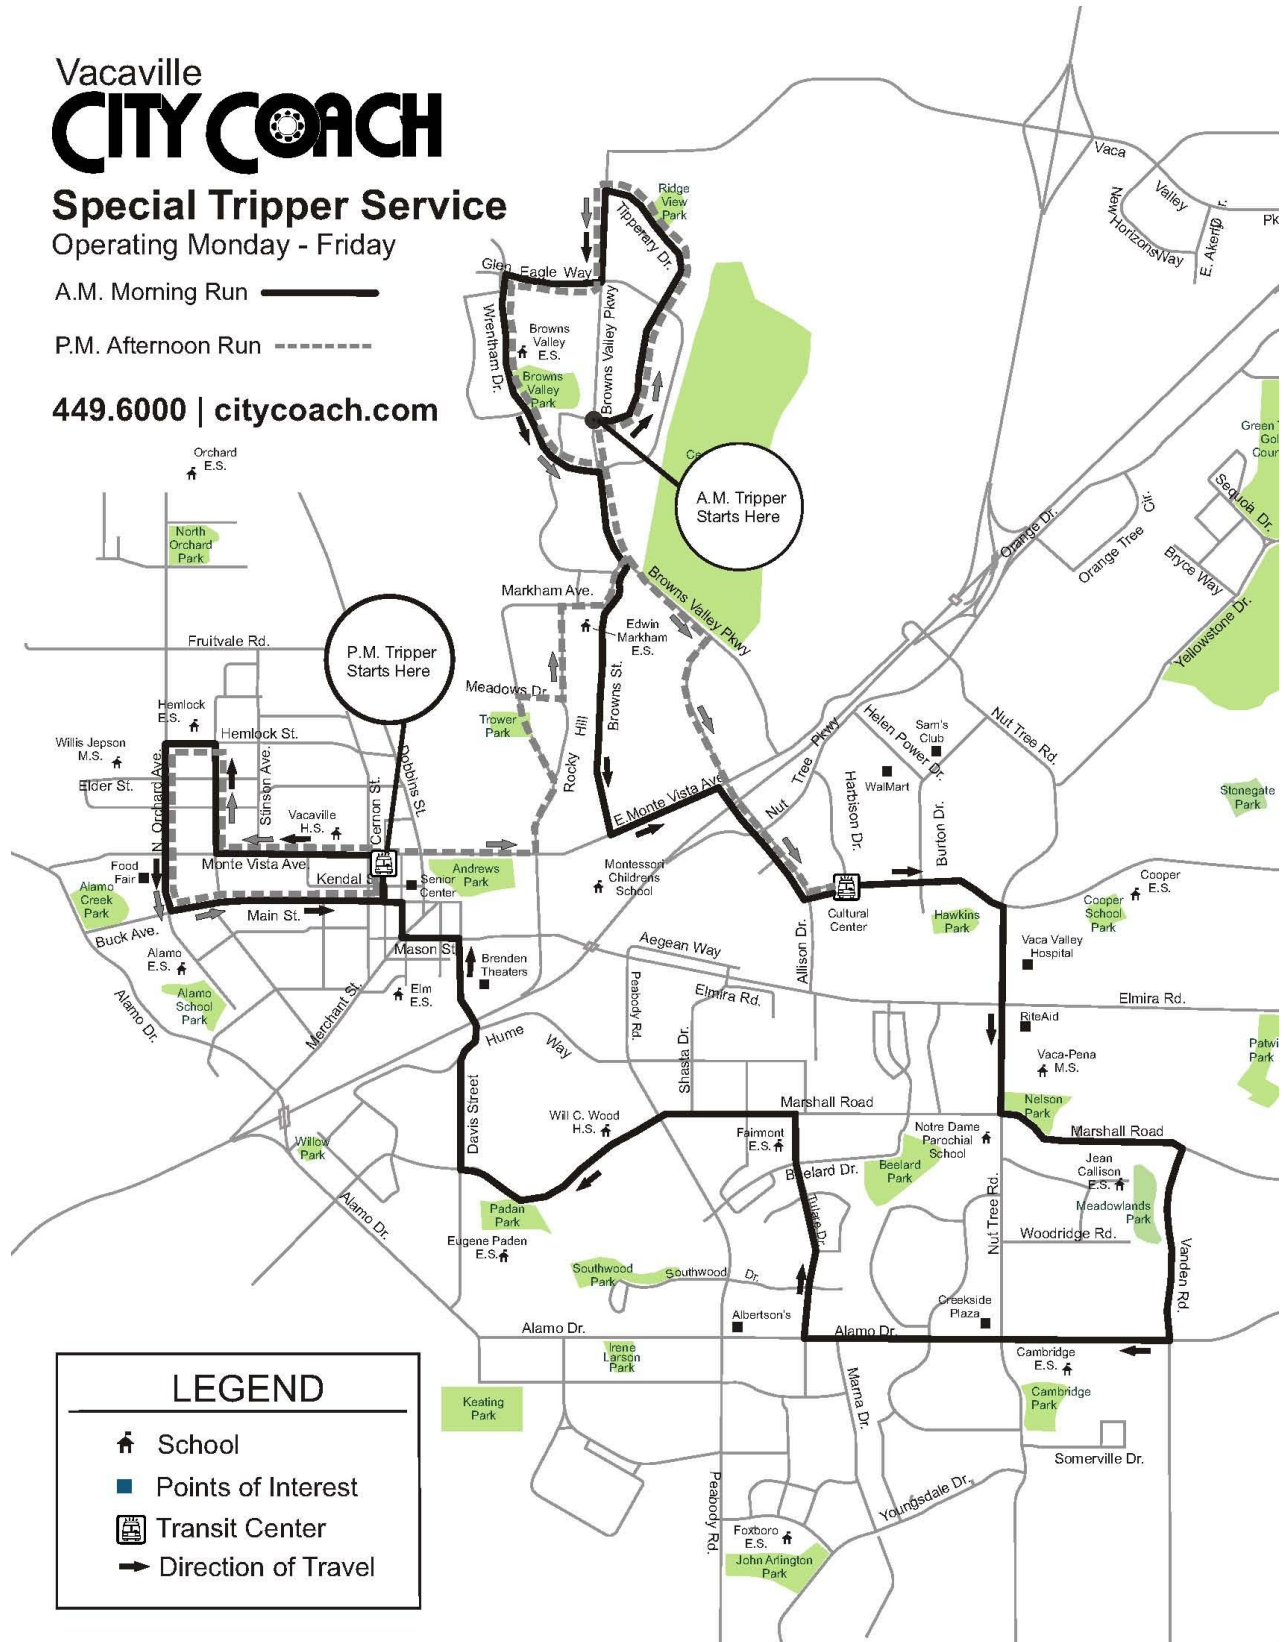 Vacaville
CITY COACH
Special Tripper Service
Operating Monday - Friday
A.M. Morning Run
P.M. Afternoon Run
449.6000 | citycoach.com
Ridge
View
Park
Tipperary Dr.
Glen Eagle Way
Wrentham Dr.
Browns
Valley
E.S.
Browns
Valley
Park
Browns Valley Pkwy
A.M. Tripper
Starts Here
Vaca
Valley
New
Horizons Way
E. Akerly
Orchard
E.S.
North
Orchard
Park
Fruitvale Rd.
P.M. Tripper
Starts Here
Markham Ave.
Edwin
Markham
E.S.
Browns Valley Pkwy
Meadows Dr.
Trower
Park
Rocky Hill
Browns St.
Orange Dr.
Orange Tree
Cir.
Green
Sequoia Dr.
Bryce Way
Yellowstone Dr.
Hemlock
E.S.
Hemlock St.
Willis Jepson
M.S.
Elder St.
N. Orchard Ave.
Stinson Ave.
Cernon St.
Dobbins St.
Vacaville
H.S.
Monte Vista Ave
Kendal S
Senior
Center
Andrews
Park
Food
Fair
Alamo
Creek
Park
Buck Ave.
Main St.
Mason St
Alamo
E.S.
Alamo
School
Park
Alamo Dr.
Merchant St.
Elm
E.S.
Brenden
Theaters
E.Monte Vista Ave
Nut Tree Pkwy
Helen Power Dr.
Sam's
Club
WalMart
Nut Tree Rd.
Harbison Dr.
Burton Dr.
Stonegate
Park
Montessori
Childrens
School
Cultural
Center
Hawkins
Park
Cooper
E.S.
Cooper
School
Park
Vaca Valley
Hospital
Allison Dr.
Aegean Way
Elmira Rd.
Elmira Rd.
Peabody Rd.
Shasta Dr.
RiteAid
Vaca-Pena
M.S.
Patwi
Park
Hume Way
Davis Street
Will C. Wood
H.S.
Marshall Road
Fairmont
E.S.
Beelard Dr.
Beelard
Park
Notre Dame
Parochial
School
Nelson
Park
Marshall Road
Jean
Callison
E.S.
Meadowlands
Park
Woodridge Rd.
Nut Tree Rd.
Vanden Rd.
Tulare Dr.
Willow
Park
Alamo Dr.
Padan
Park
Eugene Paden
E.S.
Southwood
Park
Southwood Dr.
Albertson's
Creekside
Plaza
Alamo Dr.
Alamo Dr.
Irene
Larson
Park
Keating
Park
Cambridge
E.S.
Cambridge
Park
Marna Dr.
Somerville Dr.
Youngsdale Dr.
Peabody Rd.
Foxboro
E.S.
John Arlington
Park
LEGEND
School
Points of Interest
Transit Center
Direction of Travel